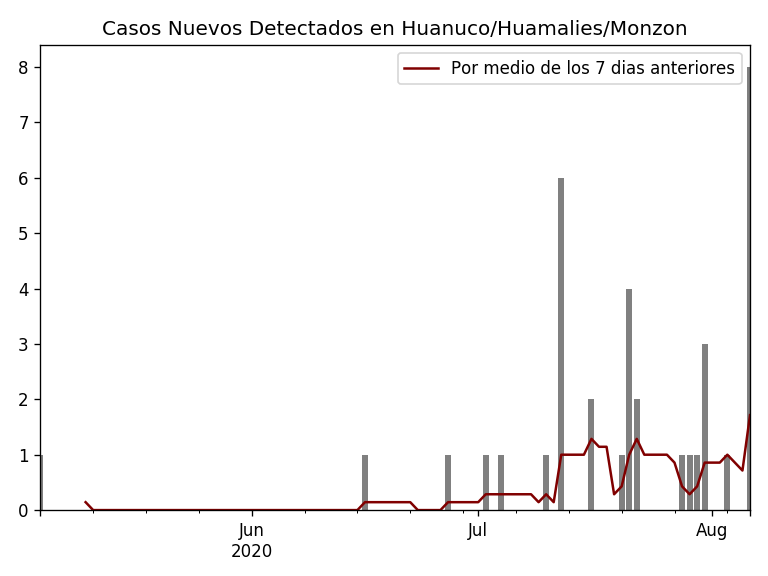 Casos Nuevos Detectados en Huanuco/Huamalies/Monzon
Por medio de los 7 dias anteriores
8
7
6
5
4
3
2
1
0
Jun
2020
Jul
Aug